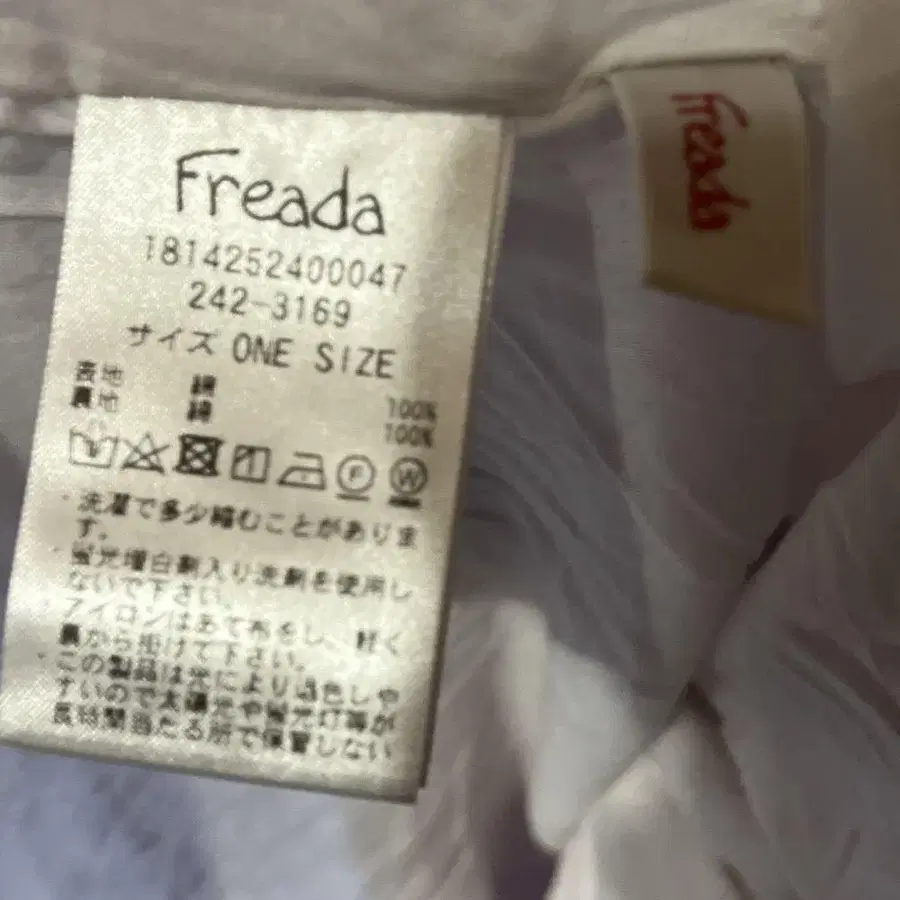 Freada
1814252400047
242-3169
サイズ ONE SIZE
表地 綿 100%
裏地 綿 100%
F W
・洗濯で多少縮むことがありま
す。
・蛍光増白剤入り洗剤を使用し
ないで下さい。
・アイロンはあて布をし、軽く
裏から掛けて下さい。
・この製品は光により退色しや
すいので太陽光や蛍光灯等が
長時間当たる所で保管しない
Freada